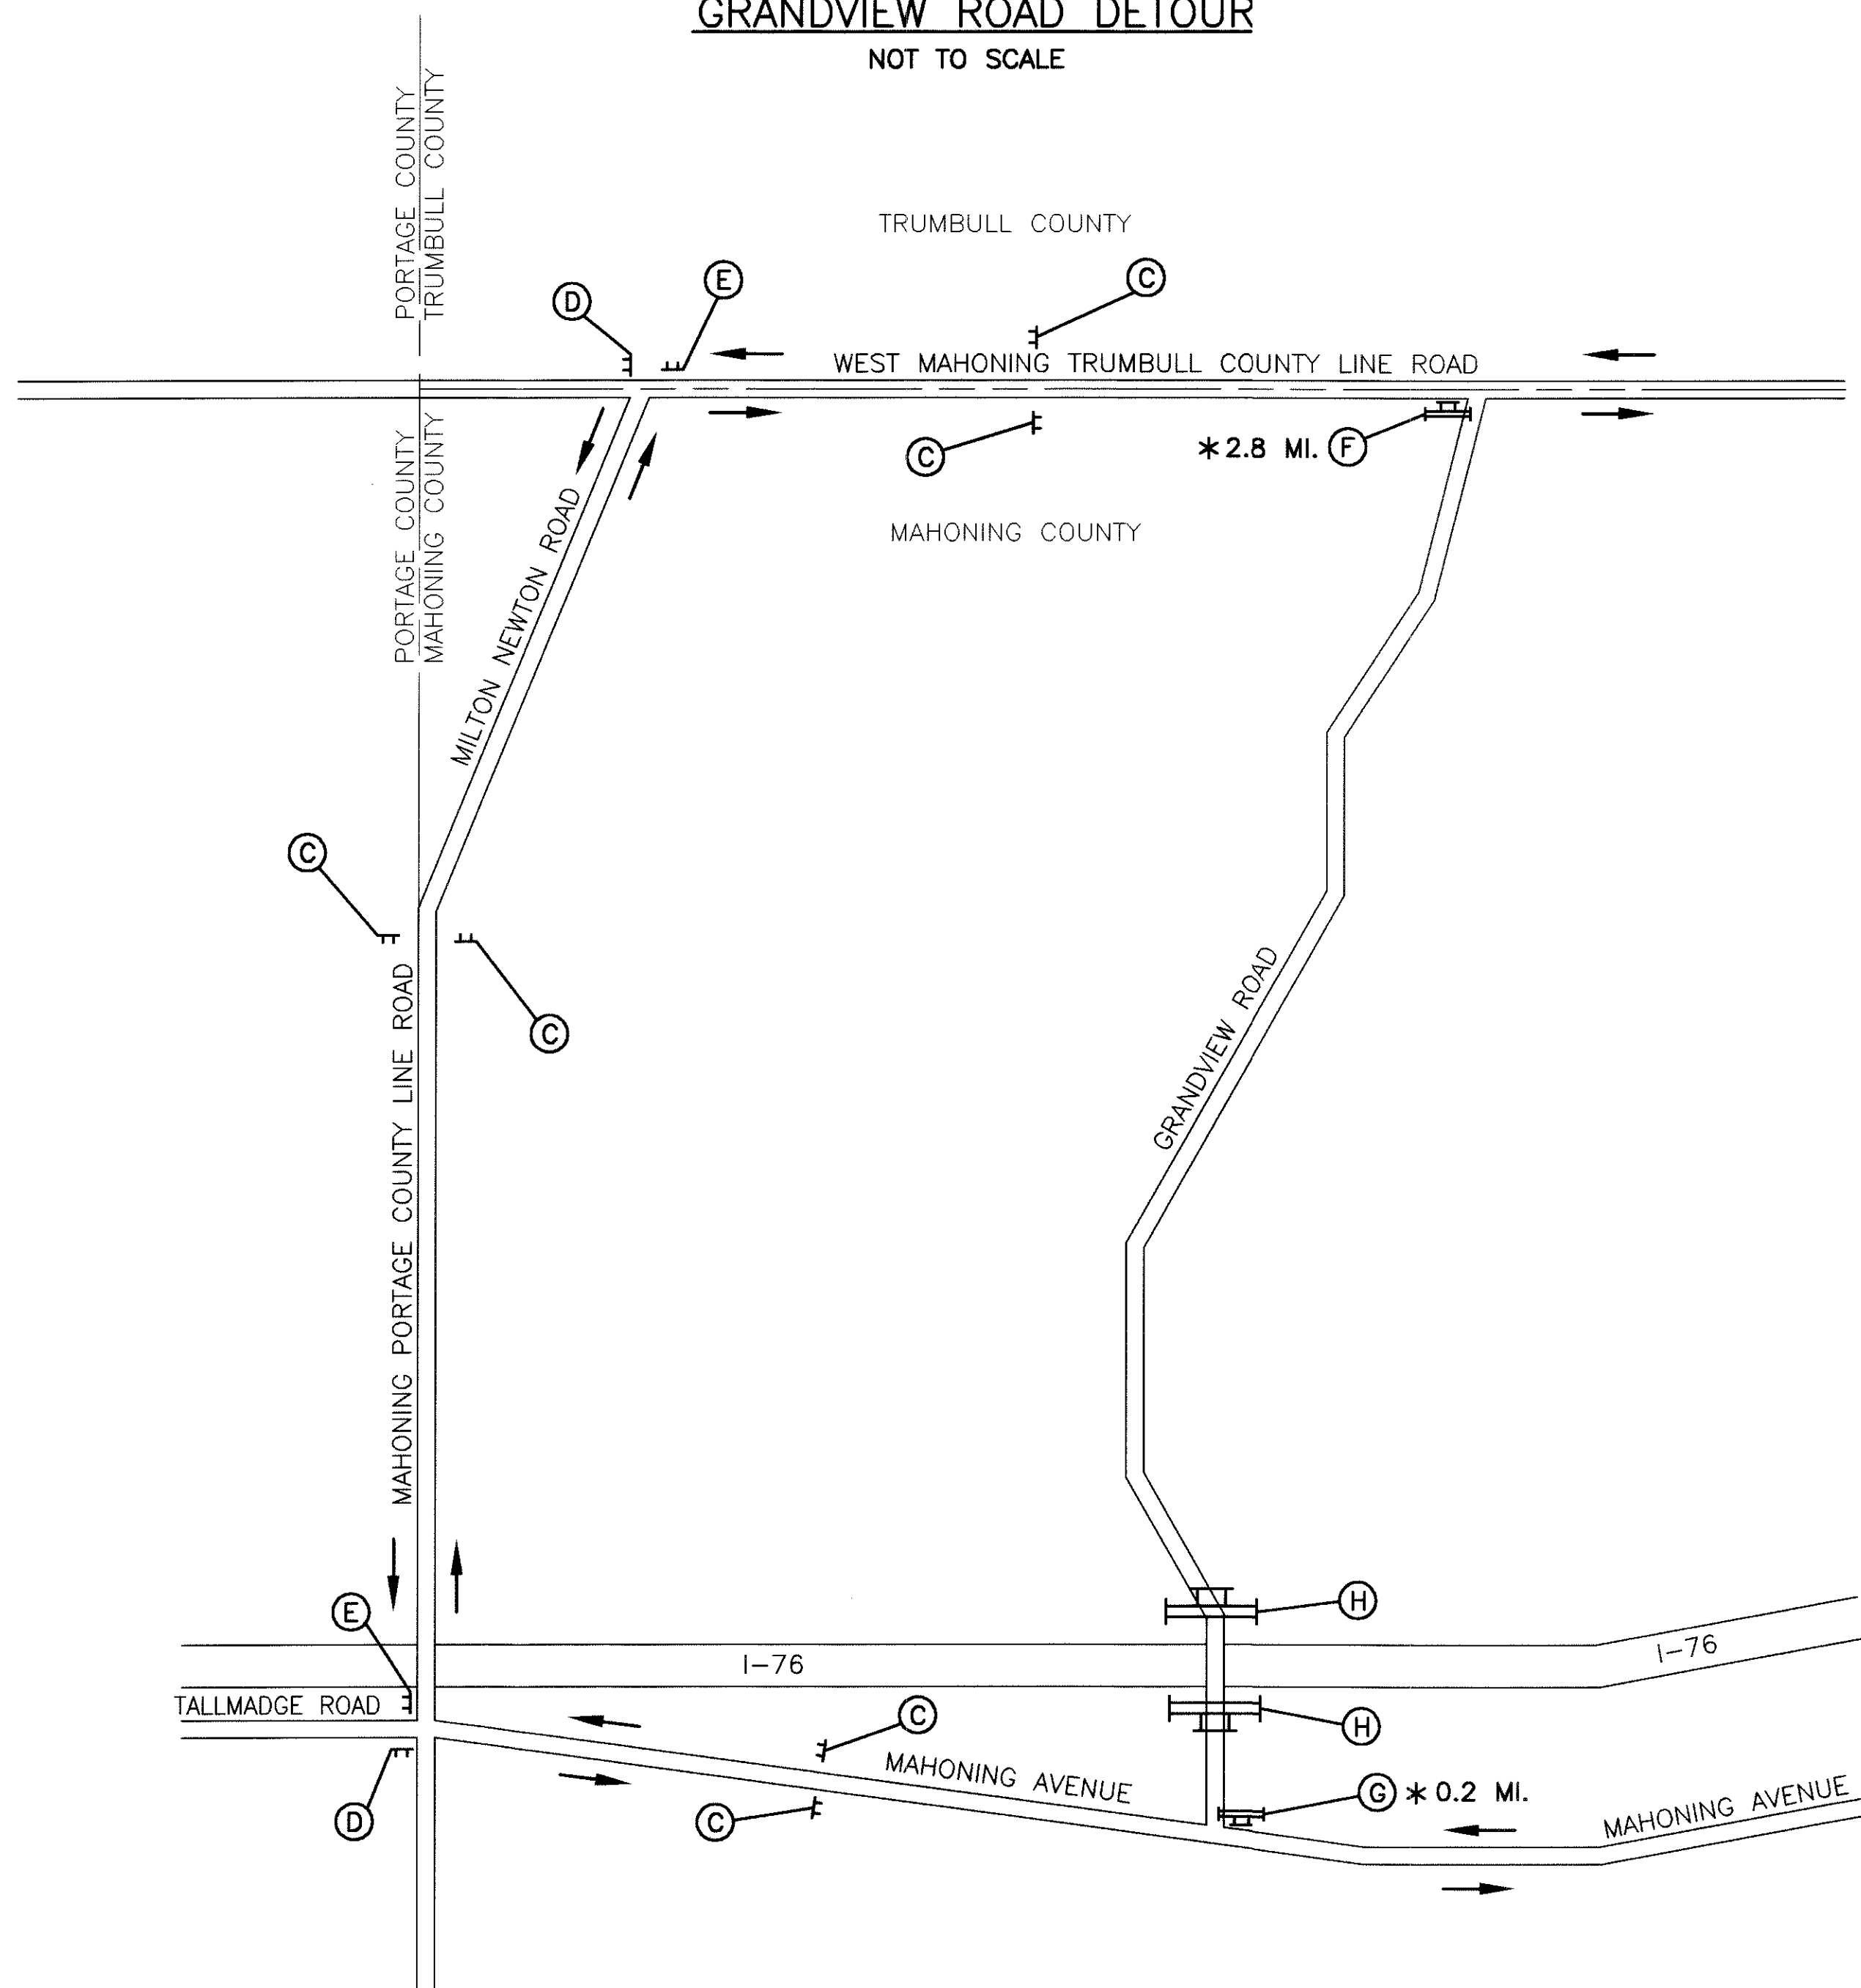 GRANDVIEW ROAD DETOUR
NOT TO SCALE
PORTAGE COUNTY
TRUMBULL COUNTY
TRUMBULL COUNTY
D
E
C
WEST MAHONING TRUMBULL COUNTY LINE ROAD
C
*2.8 MI. F
PORTAGE COUNTY
MAHONING COUNTY
MAHONING COUNTY
MILTON NEWTON ROAD
C
C
MAHONING PORTAGE COUNTY LINE ROAD
GRANDVIEW ROAD
E
H
I-76
I-76
TALLMADGE ROAD
C
H
MAHONING AVENUE
G * 0.2 MI.
MAHONING AVENUE
D
C